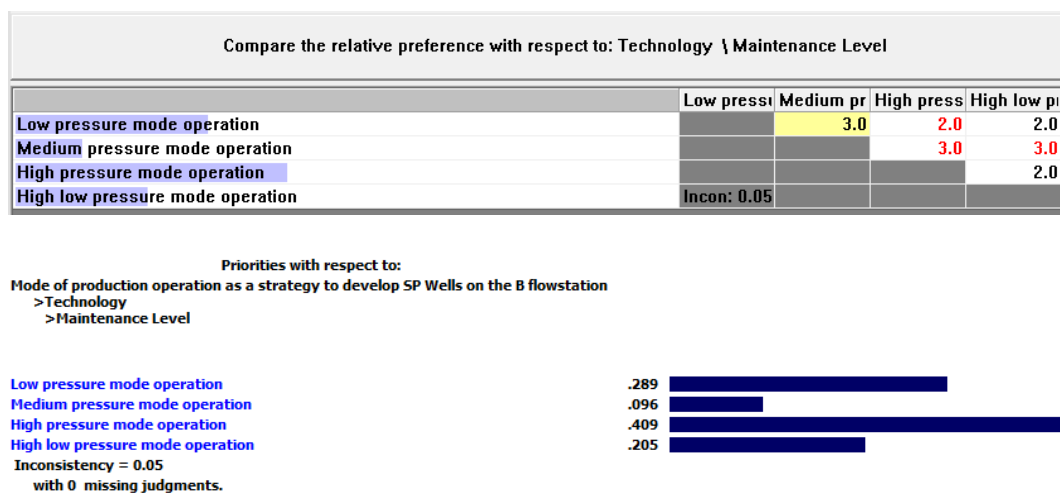 Compare the relative preference with respect to: Technology \ Maintenance Level
Low pressu Medium pr High press High low pr
Low pressure mode operation 3.0 2.0 2.0
Medium pressure mode operation 3.0 3.0
High pressure mode operation 2.0
High low pressure mode operation Incon: 0.05
Priorities with respect to:
Mode of production operation as a strategy to develop SP Wells on the B flowstation
>Technology
>Maintenance Level
Low pressure mode operation .289
Medium pressure mode operation .096
High pressure mode operation .409
High low pressure mode operation .205
Inconsistency = 0.05
with 0 missing judgments.